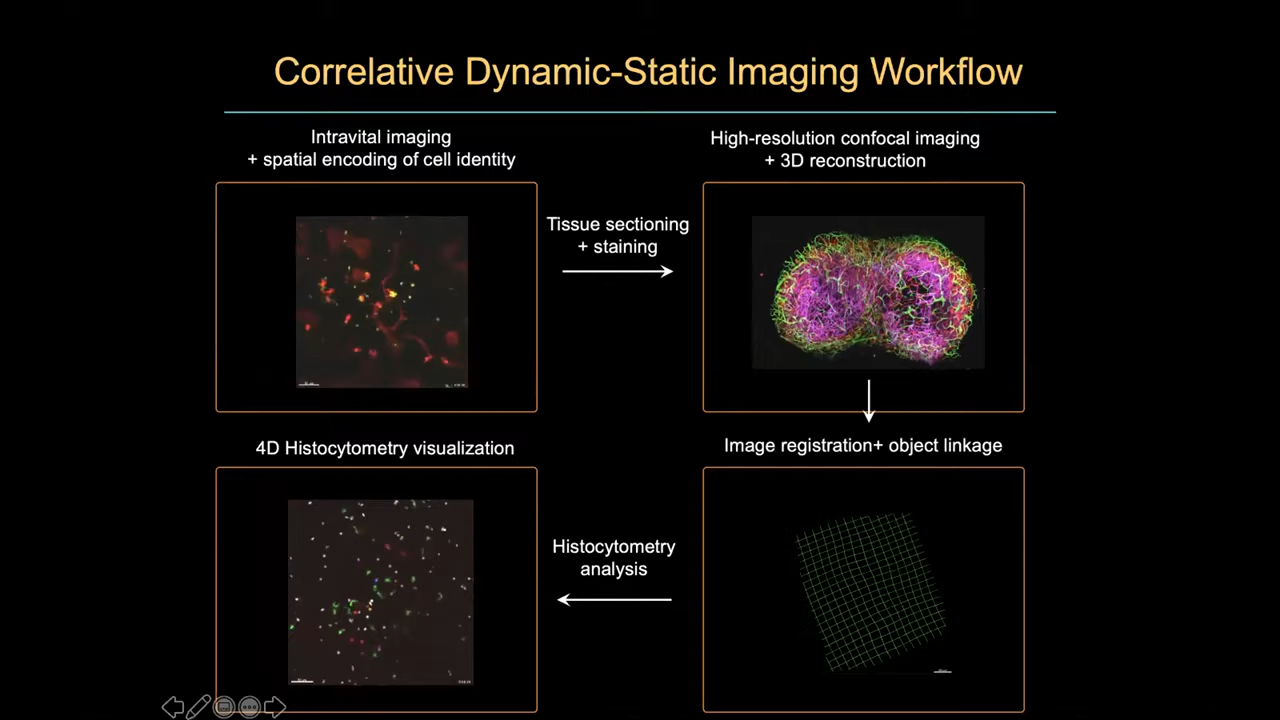 Correlative Dynamic-Static Imaging Workflow
Intravital imaging
+ spatial encoding of cell identity
Tissue sectioning
+ staining
High-resolution confocal imaging
+ 3D reconstruction
Image registration+ object linkage
Histocytometry
analysis
4D Histocytometry visualization